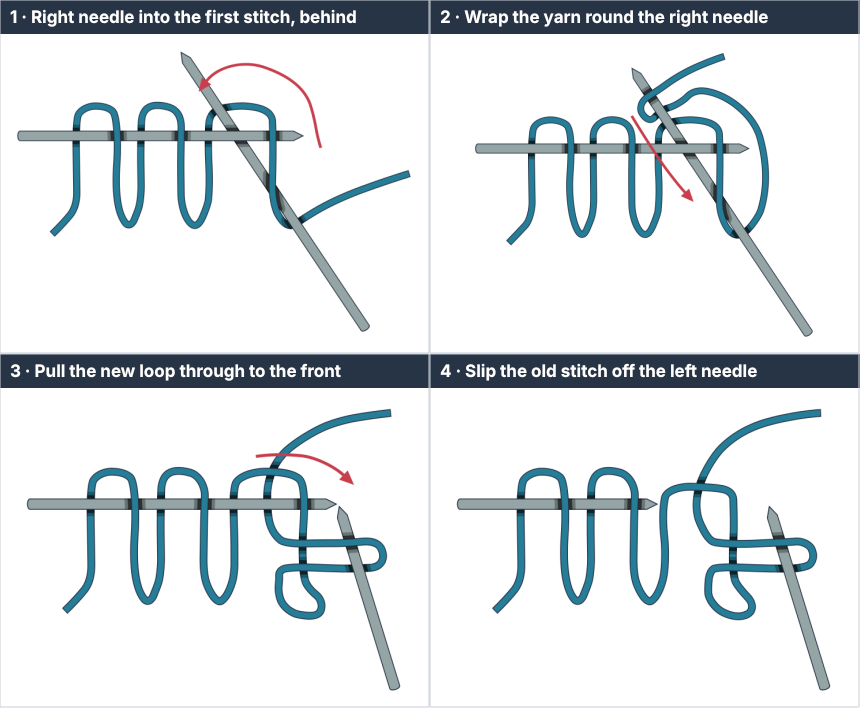 1 · Right needle into the first stitch, behind
2 · Wrap the yarn round the right needle
3 · Pull the new loop through to the front
4 · Slip the old stitch off the left needle